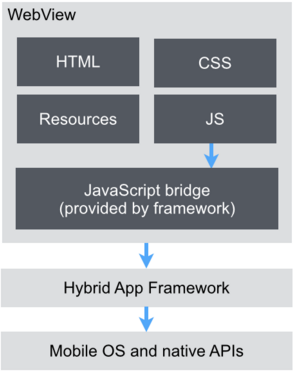 WebView
HTML
CSS
Resources
JS
JavaScript bridge
(provided by framework)
Hybrid App Framework
Mobile OS and native APIs